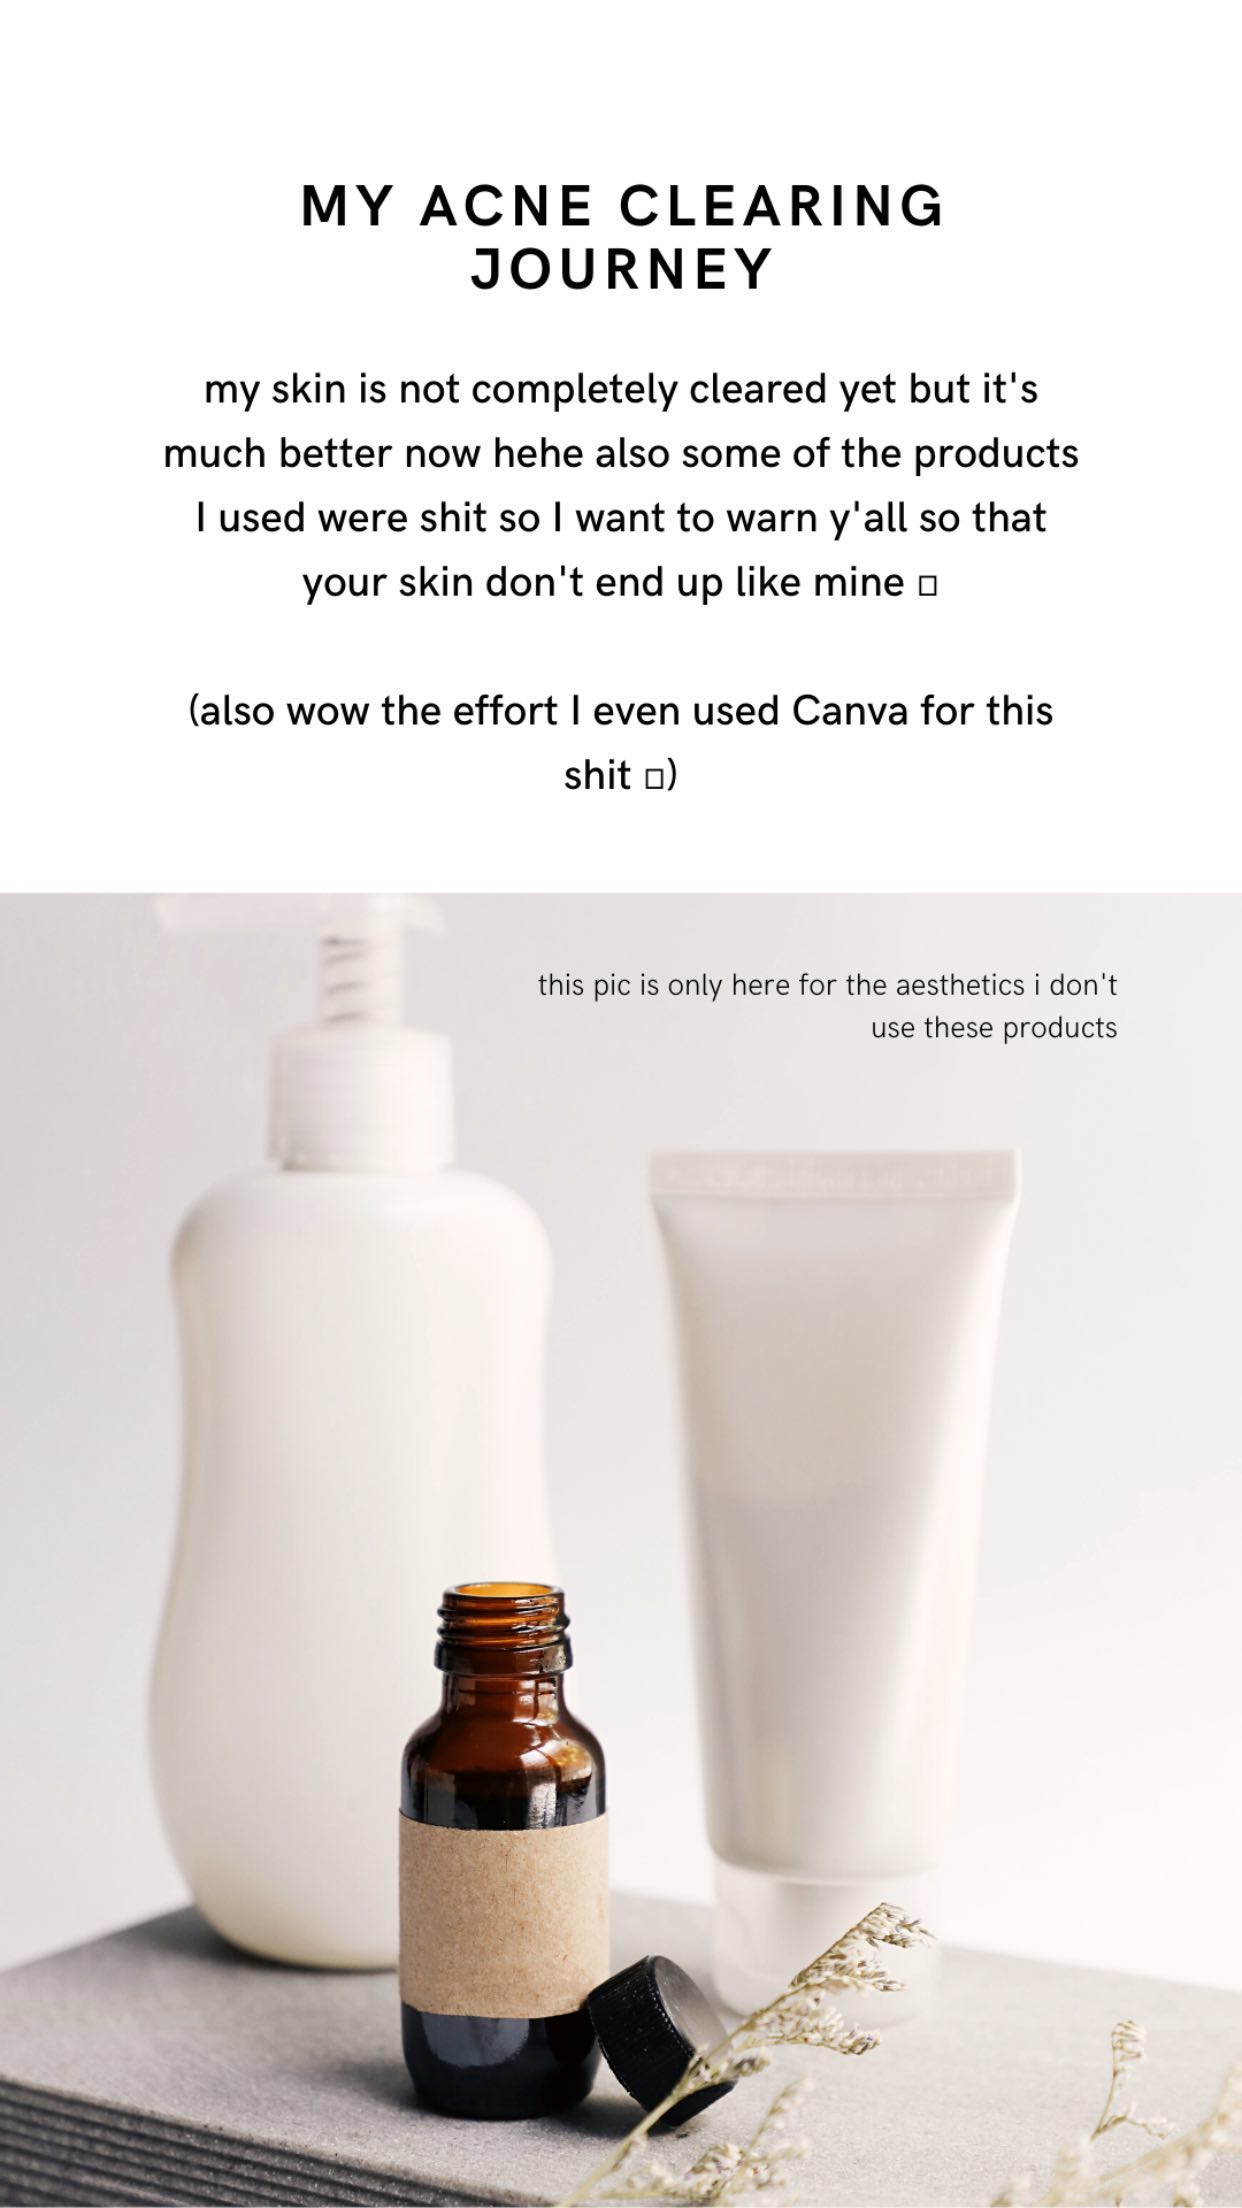 MY ACNE CLEARING
JOURNEY
my skin is not completely cleared yet but it's
much better now hehe also some of the products
I used were shit so I want to warn y'all so that
your skin don't end up like mine □
(also wow the effort I even used Canva for this
shit □)
this pic is only here for the aesthetics i don't
use these products